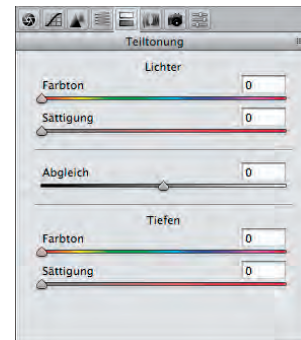 Teiltonung
Lichter
Farbton 0
Sättigung 0
Abgleich 0
Tiefen
Farbton 0
Sättigung 0